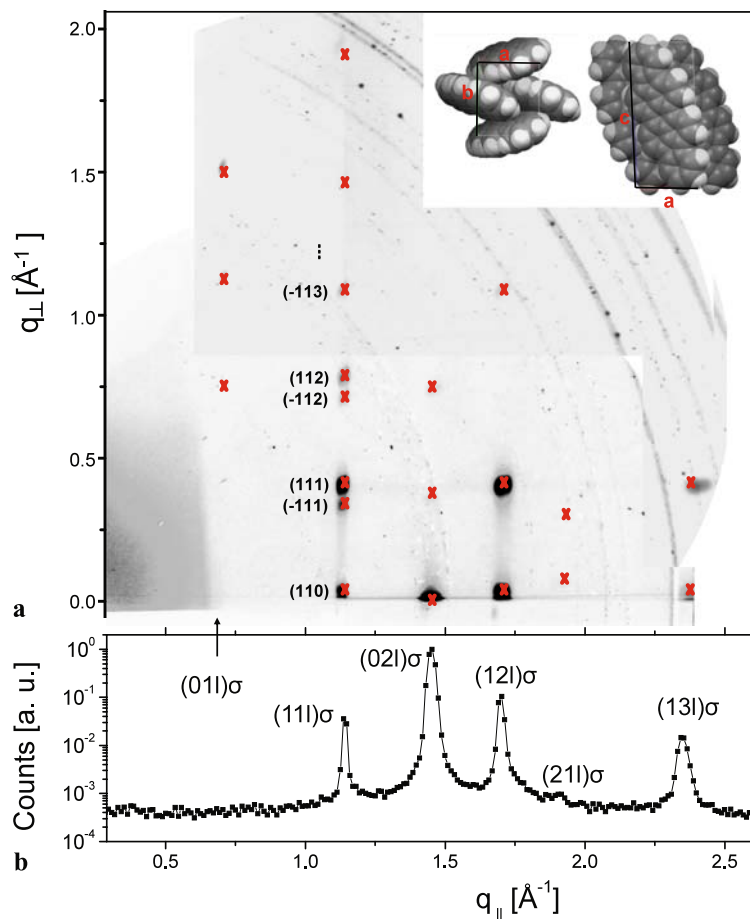 2.0
1.5
1.0
0.5
0.0
q⊥ [Å-1]
a
b
c
a
(-113)
(112)
(-112)
(111)
(-111)
(110)
a
(01l)σ
(11l)σ
(02l)σ
(12l)σ
(21l)σ
(13l)σ
10^0
10^-1
10^-2
10^-3
10^-4
Counts [a. u.]
b
0.5 1.0 1.5 2.0 2.5
q|| [Å-1]